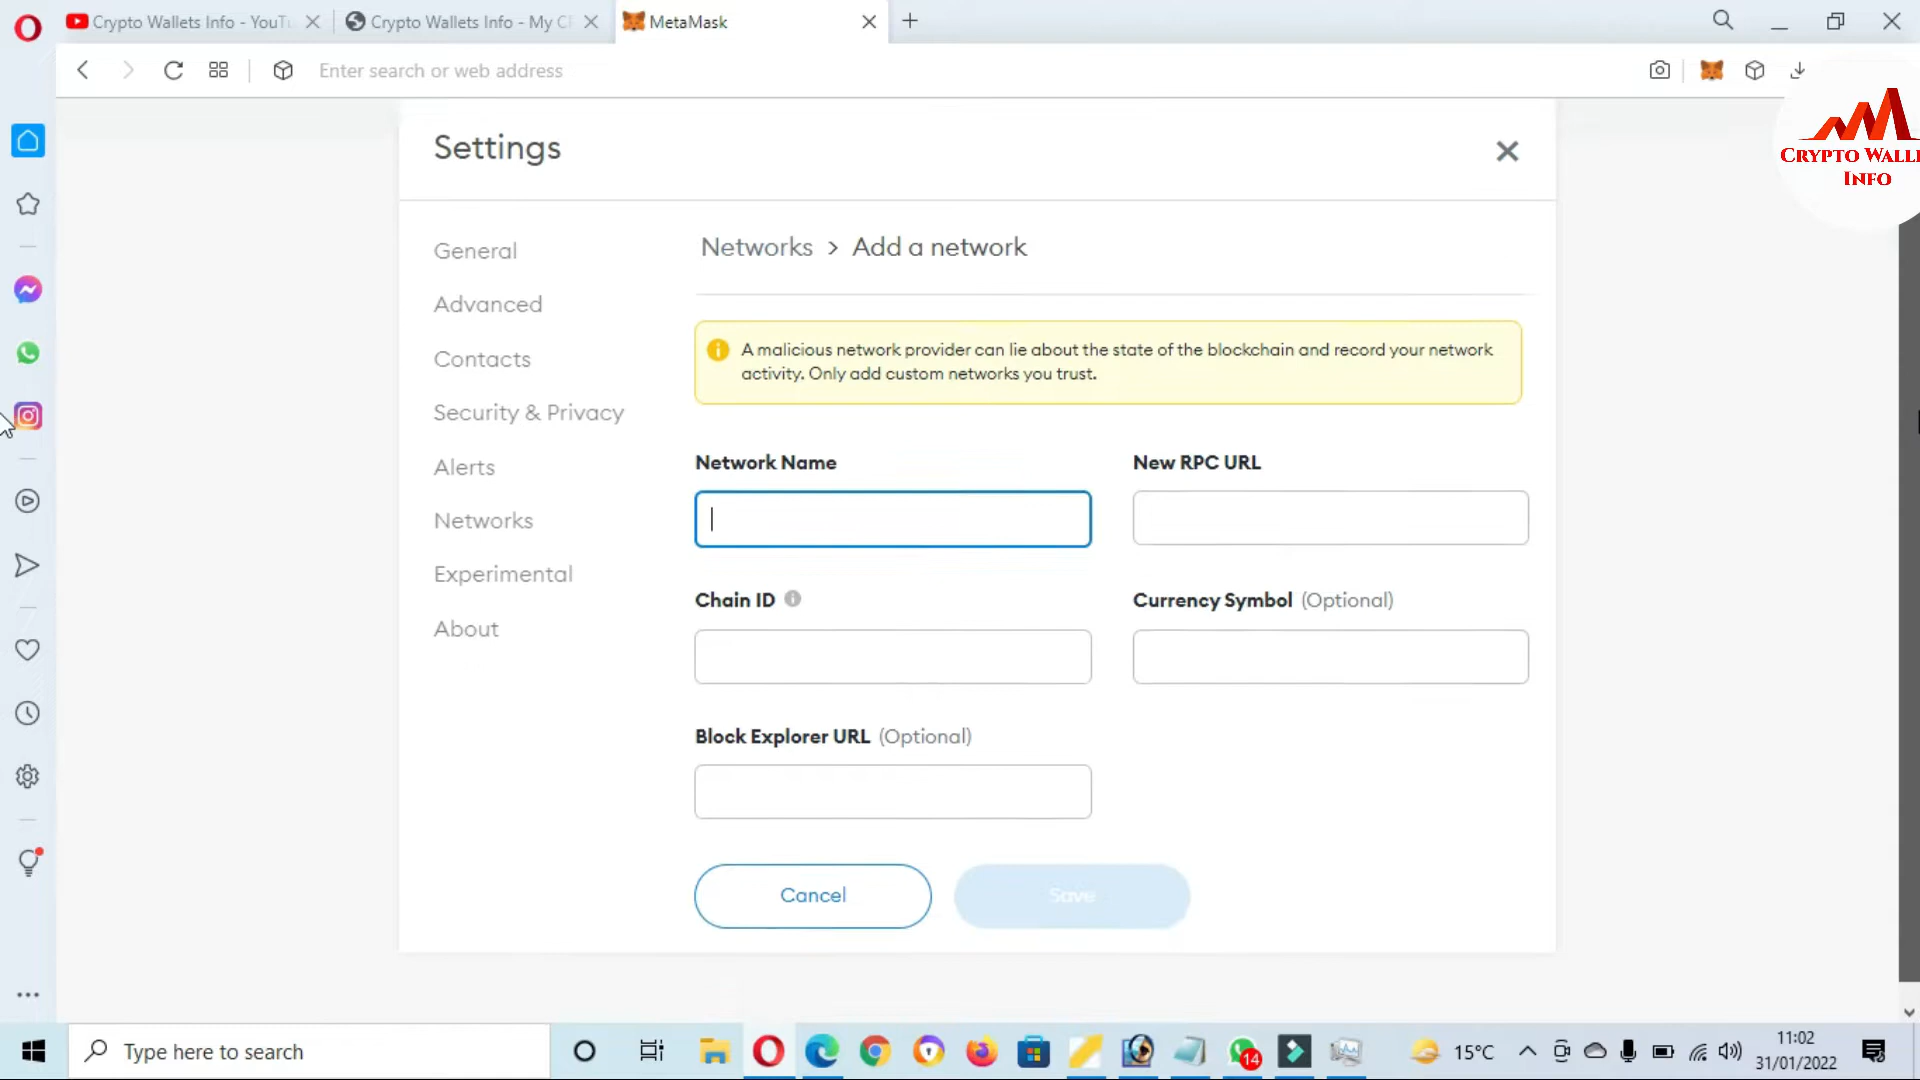 Crypto Wallets Info - YouTu
Crypto Wallets Info - My Cr
MetaMask
Enter search or web address
CRYPTO WALLE
INFO
Settings
General
Advanced
Contacts
Security & Privacy
Alerts
Networks
Experimental
About
Networks > Add a network
A malicious network provider can lie about the state of the blockchain and record your network
activity. Only add custom networks you trust.
Network Name
New RPC URL
Chain ID
Currency Symbol (Optional)
Block Explorer URL (Optional)
Cancel
Save
Type here to search
14
15°C
11:02
31/01/2022